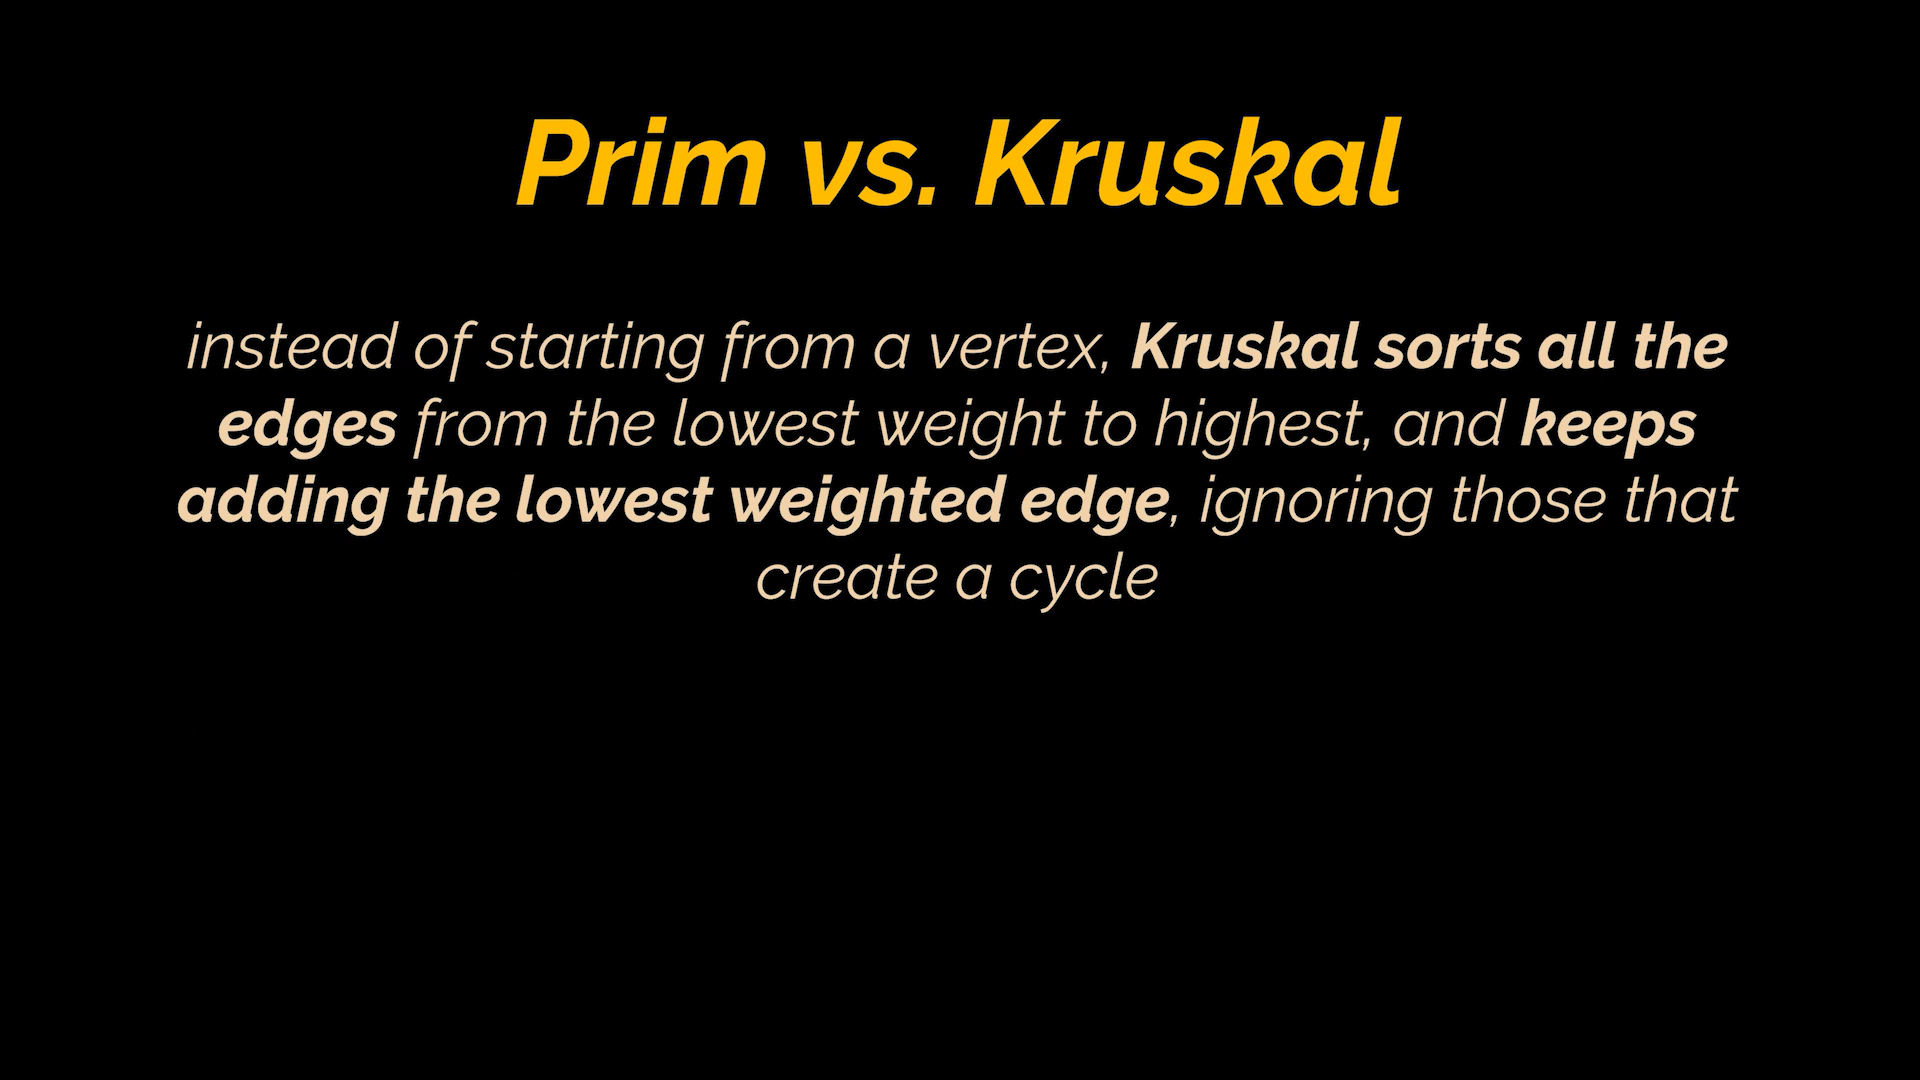 Prim vs. Kruskal
instead of starting from a vertex, Kruskal sorts all the
edges from the lowest weight to highest, and keeps
adding the lowest weighted edge, ignoring those that
create a cycle